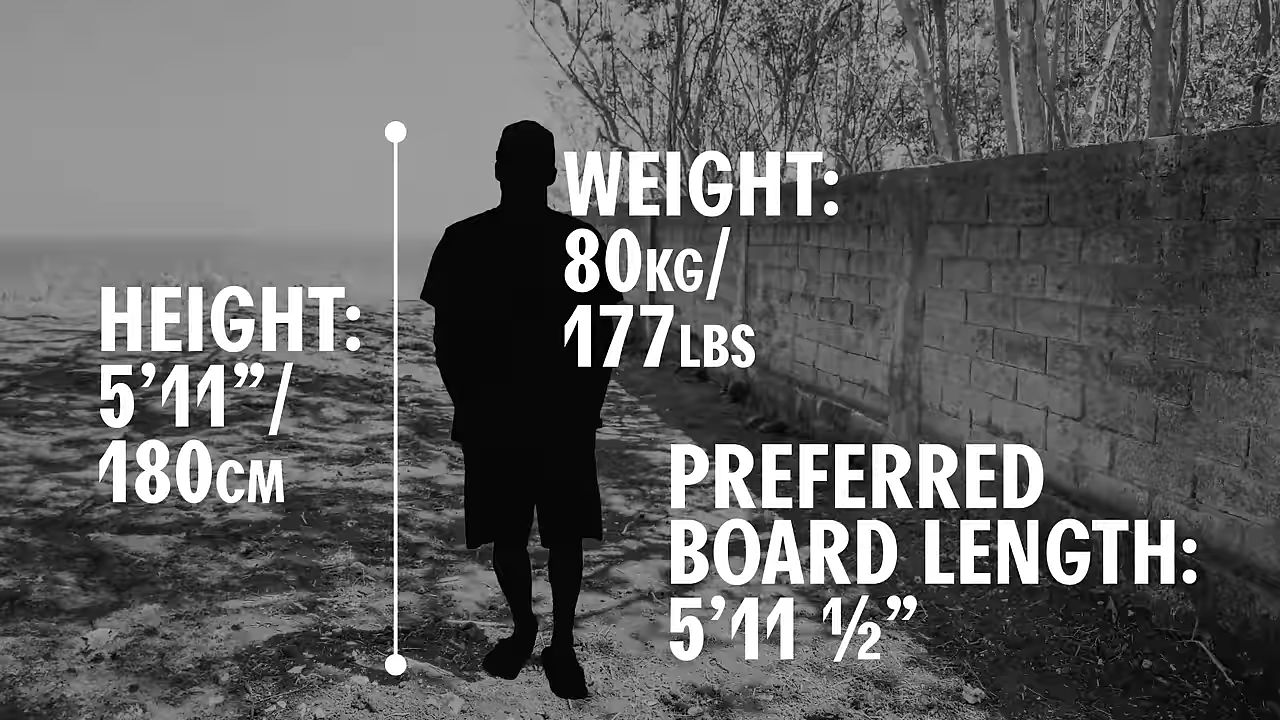 HEIGHT:
5’11”/
180CM
WEIGHT:
80KG/
177LBS
PREFERRED
BOARD LENGTH:
5’11 ½”